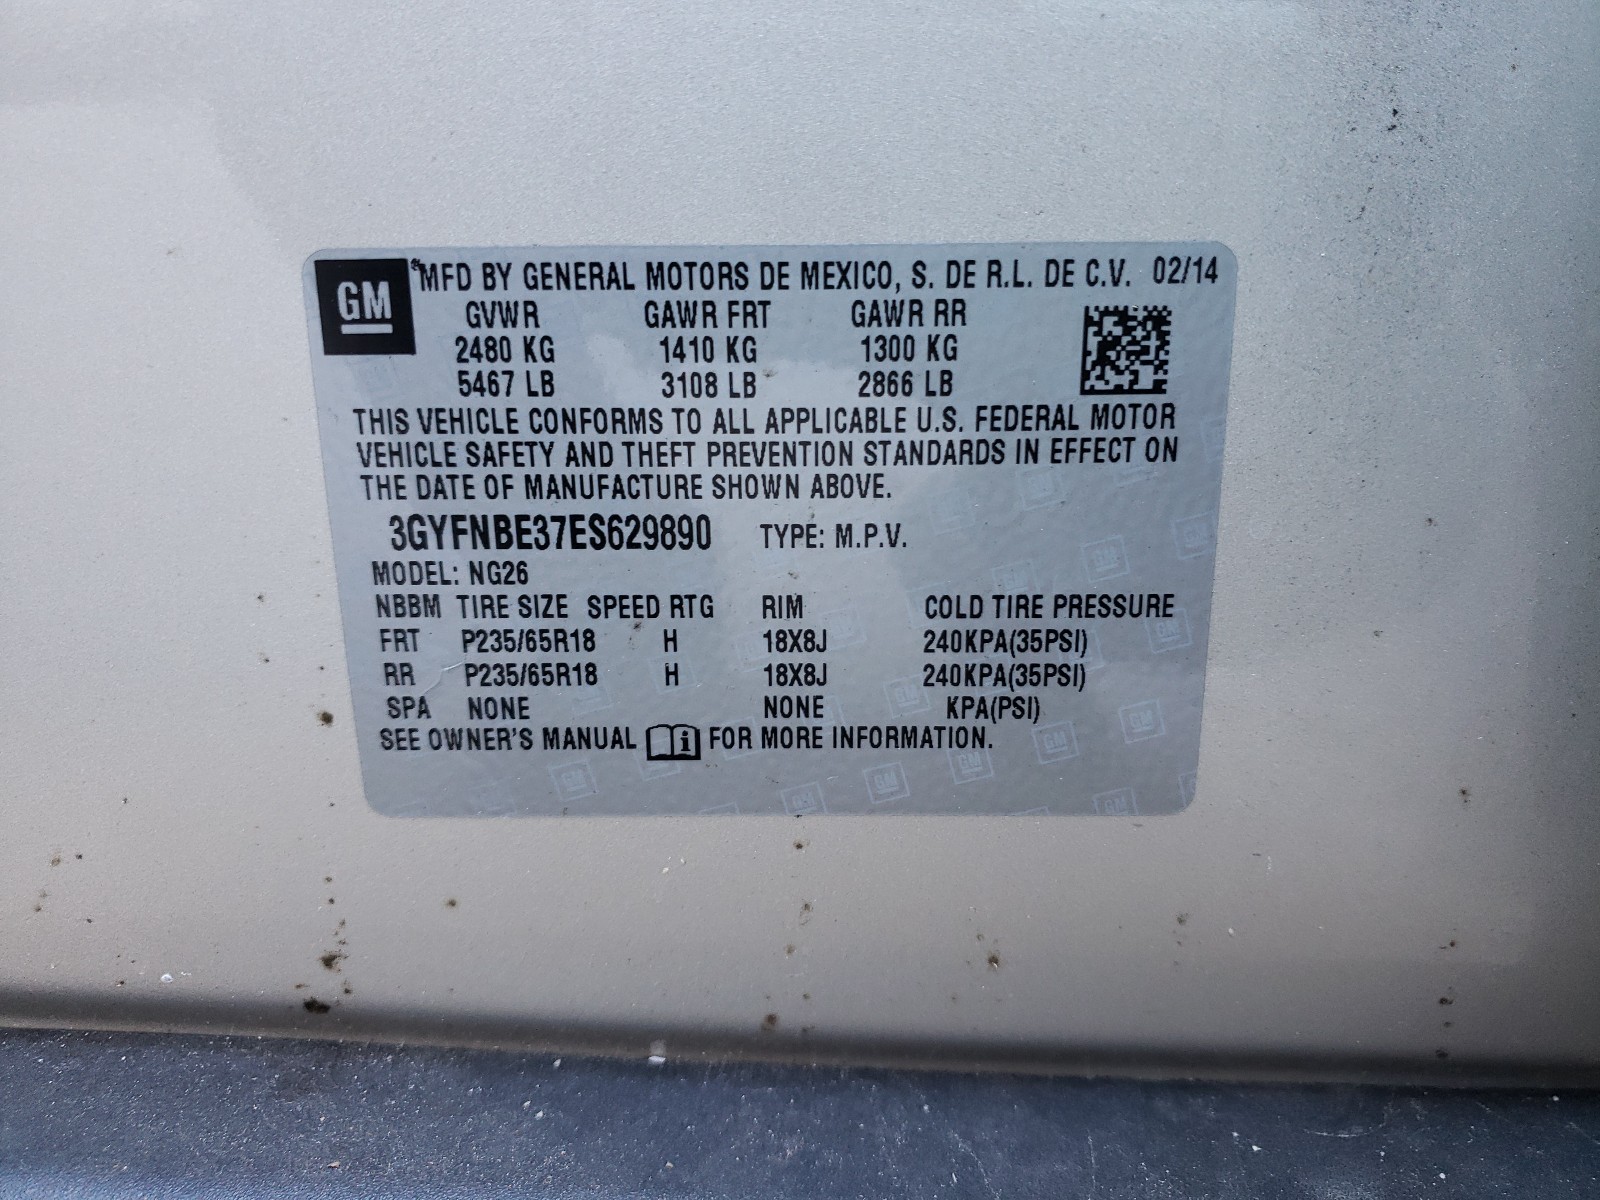 GM
MFD BY GENERAL MOTORS DE MEXICO, S. DE R.L. DE C.V. 02/14
GVWR GAWR FRT GAWR RR
2480 KG 1410 KG 1300 KG
5467 LB 3108 LB 2866 LB
THIS VEHICLE CONFORMS TO ALL APPLICABLE U.S. FEDERAL MOTOR
VEHICLE SAFETY AND THEFT PREVENTION STANDARDS IN EFFECT ON
THE DATE OF MANUFACTURE SHOWN ABOVE.
3GYFNBE37ES629890 TYPE: M.P.V.
MODEL: NG26
NBBM TIRE SIZE SPEED RTG RIM COLD TIRE PRESSURE
FRT P235/65R18 H 18X8J 240KPA(35PSI)
RR P235/65R18 H 18X8J 240KPA(35PSI)
SPA NONE NONE KPA(PSI)
SEE OWNER'S MANUAL i FOR MORE INFORMATION.